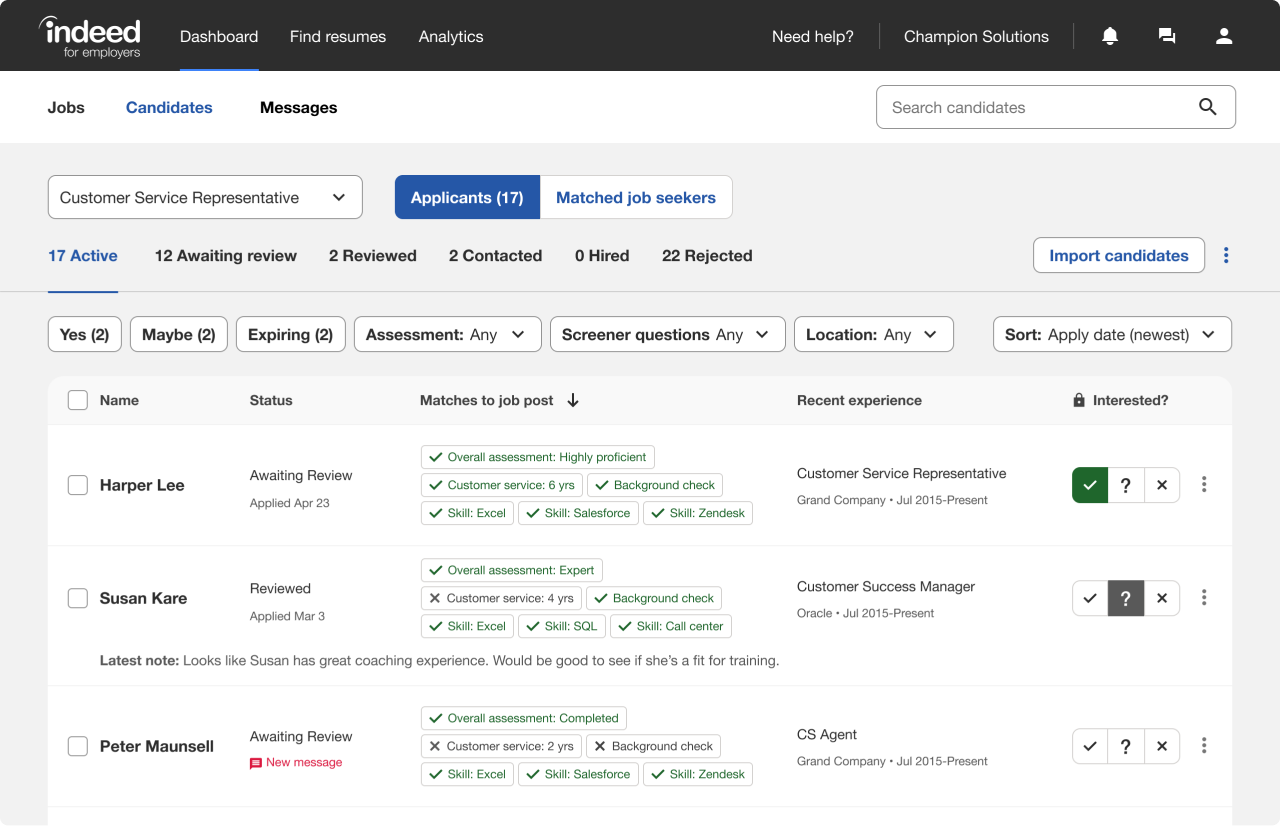 indeed
for employers
Dashboard Find resumes Analytics Need help? Champion Solutions
Jobs Candidates Messages Search candidates
Customer Service Representative Applicants (17) Matched job seekers
17 Active 12 Awaiting review 2 Reviewed 2 Contacted 0 Hired 22 Rejected Import candidates
Yes (2) Maybe (2) Expiring (2) Assessment: Any Screener questions Any Location: Any Sort: Apply date (newest)
Name Status Matches to job post Recent experience Interested?
Harper Lee
Awaiting Review
Applied Apr 23
Overall assessment: Highly proficient
Customer service: 6 yrs Background check
Skill: Excel Skill: Salesforce Skill: Zendesk
Customer Service Representative
Grand Company • Jul 2015-Present
?
Susan Kare
Reviewed
Applied Mar 3
Overall assessment: Expert
Customer service: 4 yrs Background check
Skill: Excel Skill: SQL Skill: Call center
Customer Success Manager
Oracle • Jul 2015-Present
?
Latest note: Looks like Susan has great coaching experience. Would be good to see if she’s a fit for training.
Peter Maunsell
Awaiting Review
New message
Overall assessment: Completed
Customer service: 2 yrs Background check
Skill: Excel Skill: Salesforce Skill: Zendesk
CS Agent
Grand Company • Jul 2015-Present
?